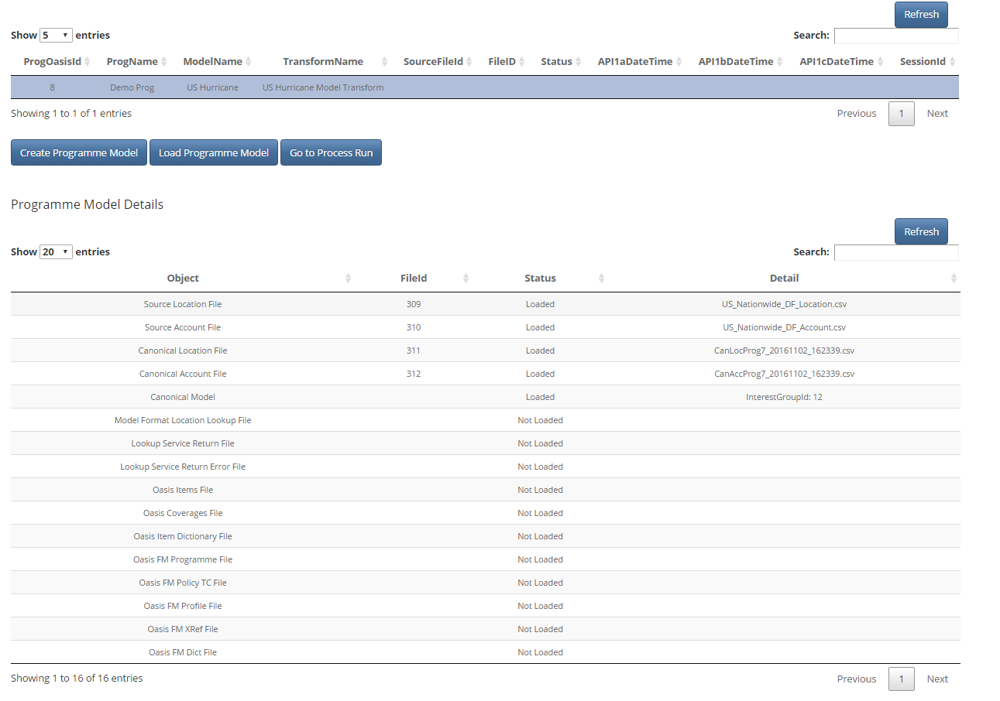 Refresh
Show 5 entries Search:
ProgOasisId ProgName ModelName TransformName SourceFileId FileID Status API1aDateTime API1bDateTime API1cDateTime SessionId
8 Demo Prog US Hurricane US Hurricane Model Transform
Showing 1 to 1 of 1 entries Previous 1 Next
Create Programme Model Load Programme Model Go to Process Run
Programme Model Details
Refresh
Show 20 entries Search:
Object FileId Status Detail
Source Location File 309 Loaded US_Nationwide_DF_Location.csv
Source Account File 310 Loaded US_Nationwide_DF_Account.csv
Canonical Location File 311 Loaded CanLocProg7_20161102_162339.csv
Canonical Account File 312 Loaded CanAccProg7_20161102_162339.csv
Canonical Model Loaded InterestGroupId: 12
Model Format Location Lookup File Not Loaded
Lookup Service Return File Not Loaded
Lookup Service Return Error File Not Loaded
Oasis Items File Not Loaded
Oasis Coverages File Not Loaded
Oasis Item Dictionary File Not Loaded
Oasis FM Programme File Not Loaded
Oasis FM Policy TC File Not Loaded
Oasis FM Profile File Not Loaded
Oasis FM XRef File Not Loaded
Oasis FM Dict File Not Loaded
Showing 1 to 16 of 16 entries Previous 1 Next